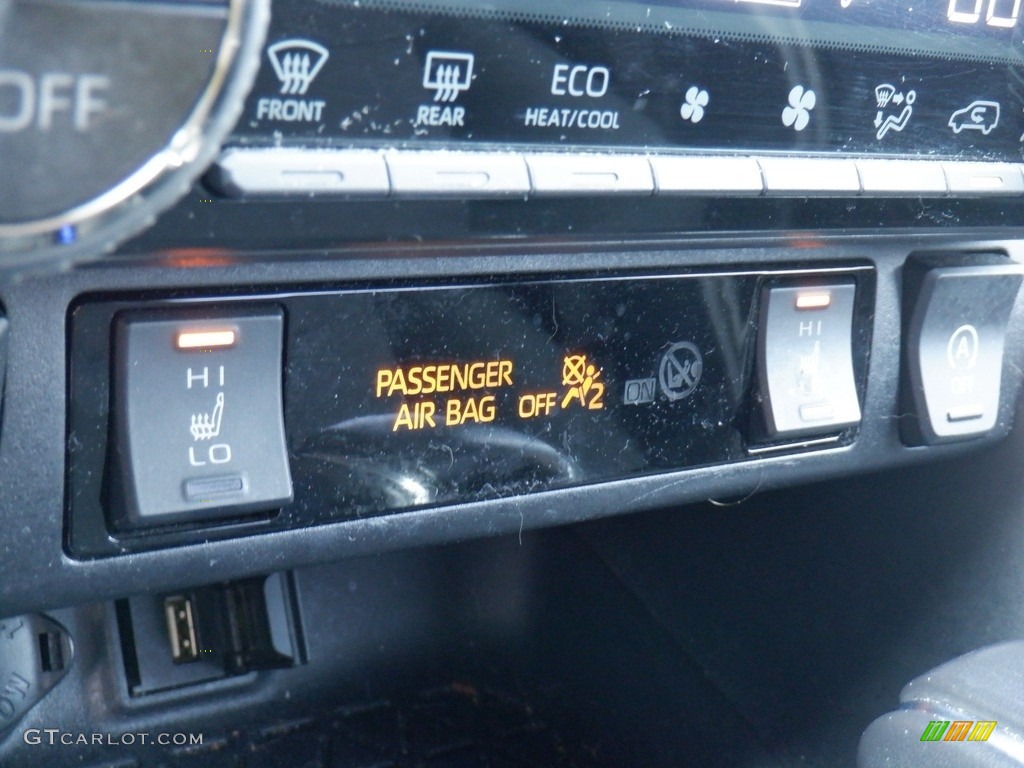 OFF
FRONT
REAR
ECO
HEAT/COOL
HI
LO
PASSENGER
AIR BAG OFF
2
ON
HI
A
GTCARLOT.COM